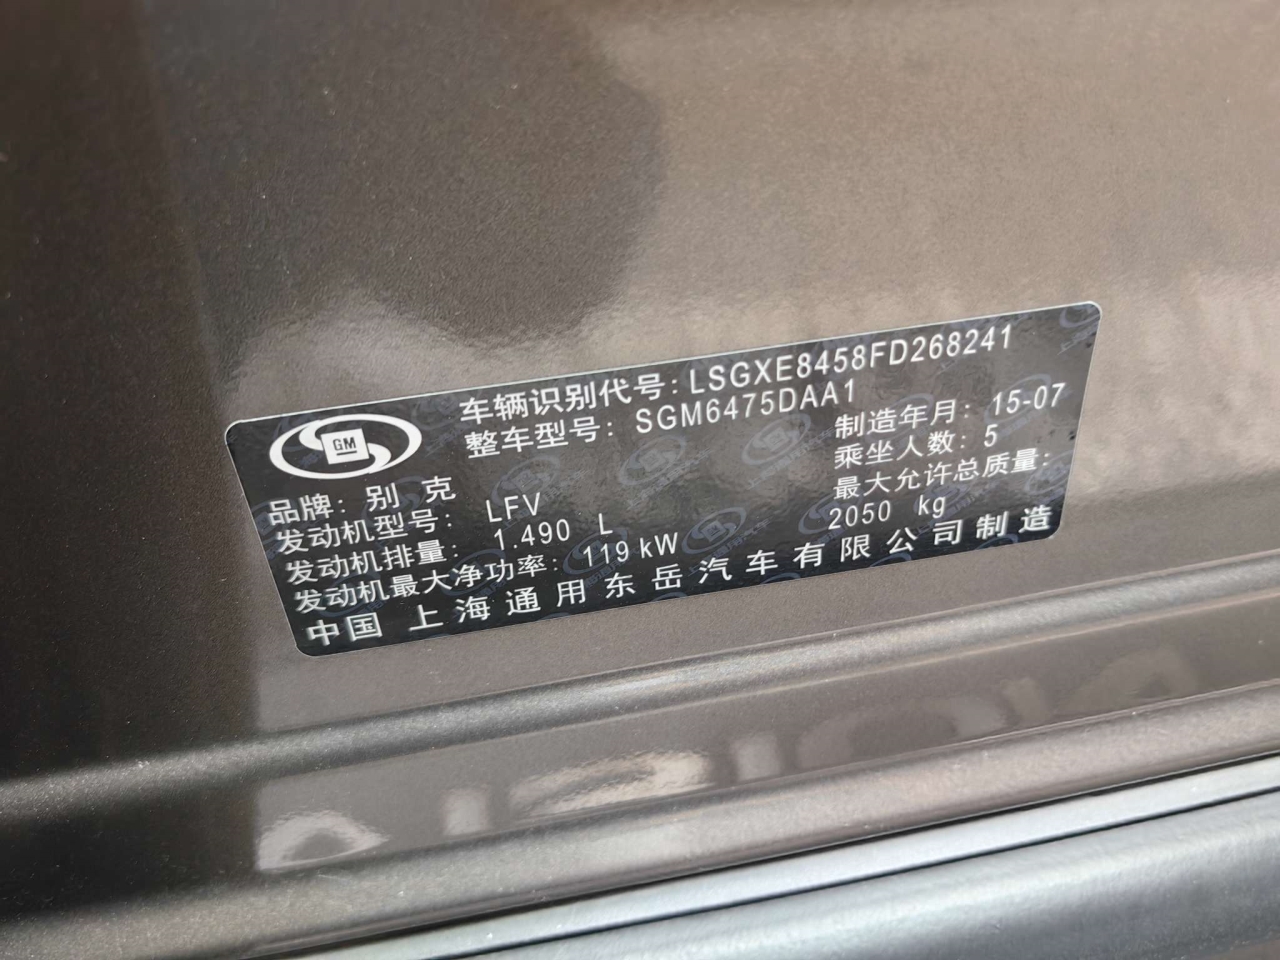 车辆识别代号：LSGXE8458FD268241
整车型号：SGM6475DAA1
GM
品牌：别 克
制造年月：15-07
发动机型号：LFV
乘坐人数：5
发动机排量：1.490 L
最大允许总质量：
2050 kg
发动机最大净功率：119 kW
中国 上海通用东岳汽车有限公司制造